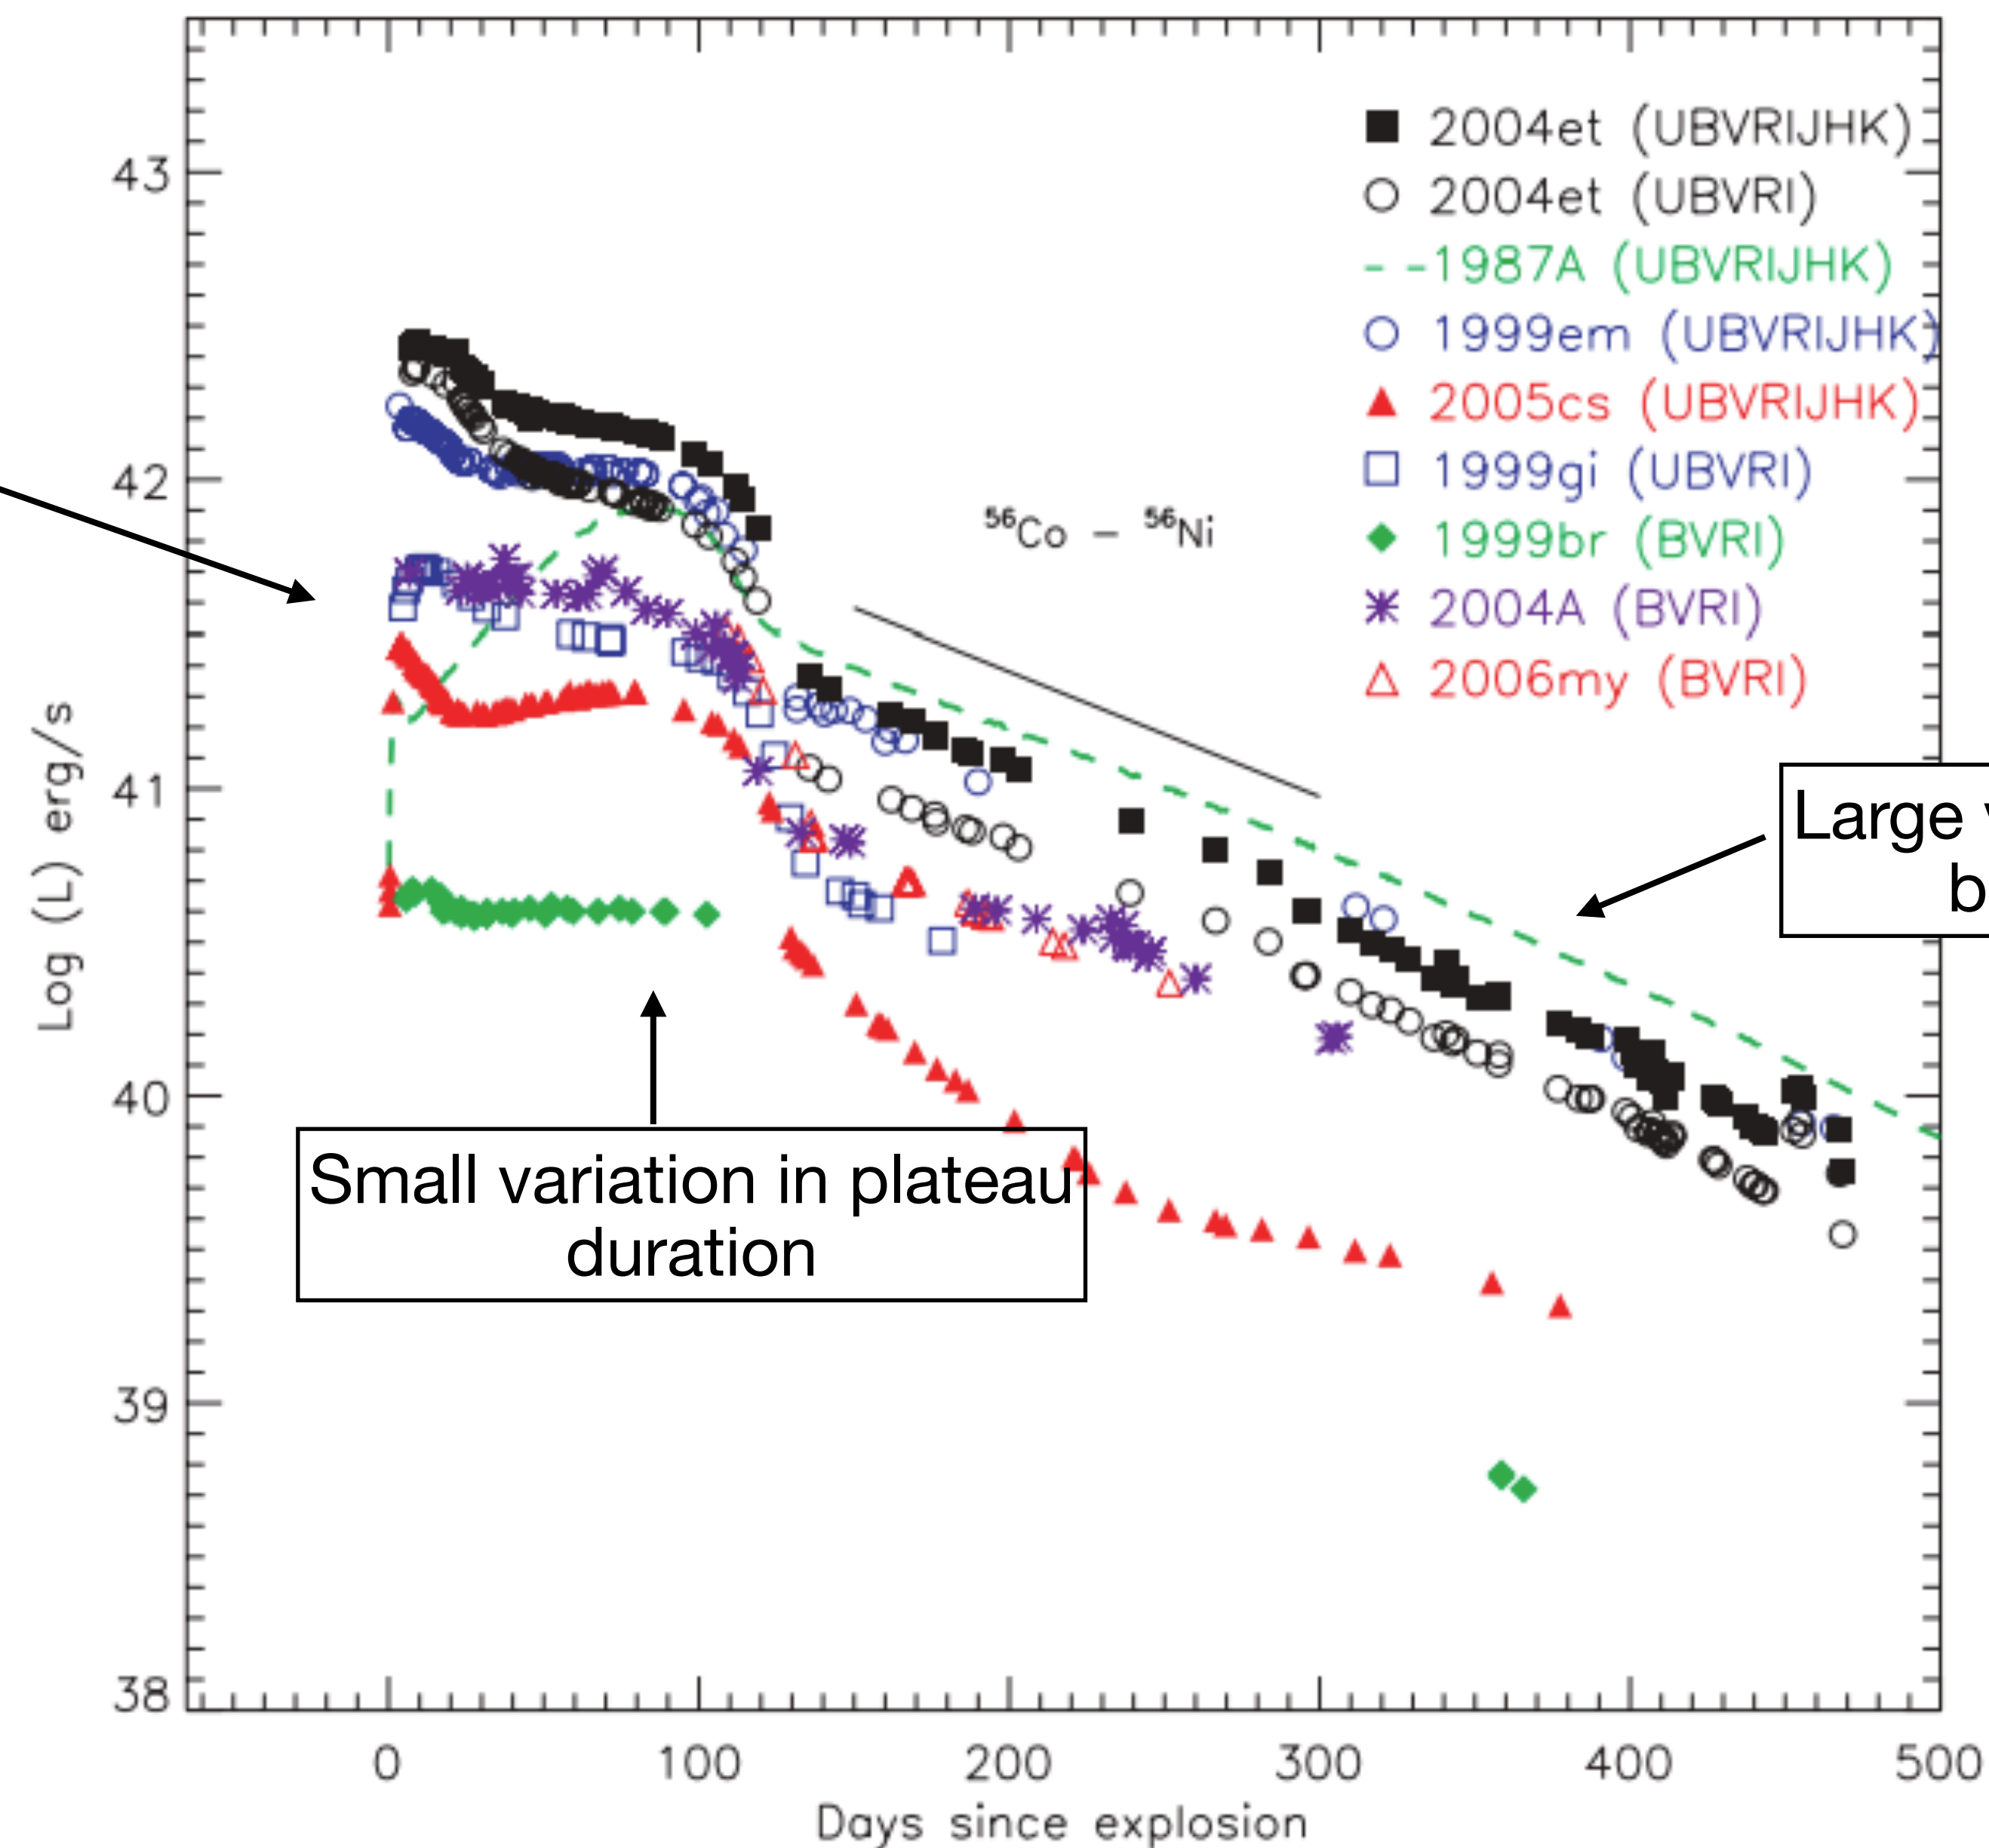 2004et (UBVRIJHK)
2004et (UBVRI)
1987A (UBVRIJHK)
1999em (UBVRIJHK)
2005cs (UBVRIJHK)
1999gi (UBVRI)
1999br (BVRI)
2004A (BVRI)
2006my (BVRI)
⁵⁶Co – ⁵⁶Ni
Large
Small variation in plateau
duration
Log (L) erg/s
43
42
41
40
39
38
0 100 200 300 400 500
Days since explosion